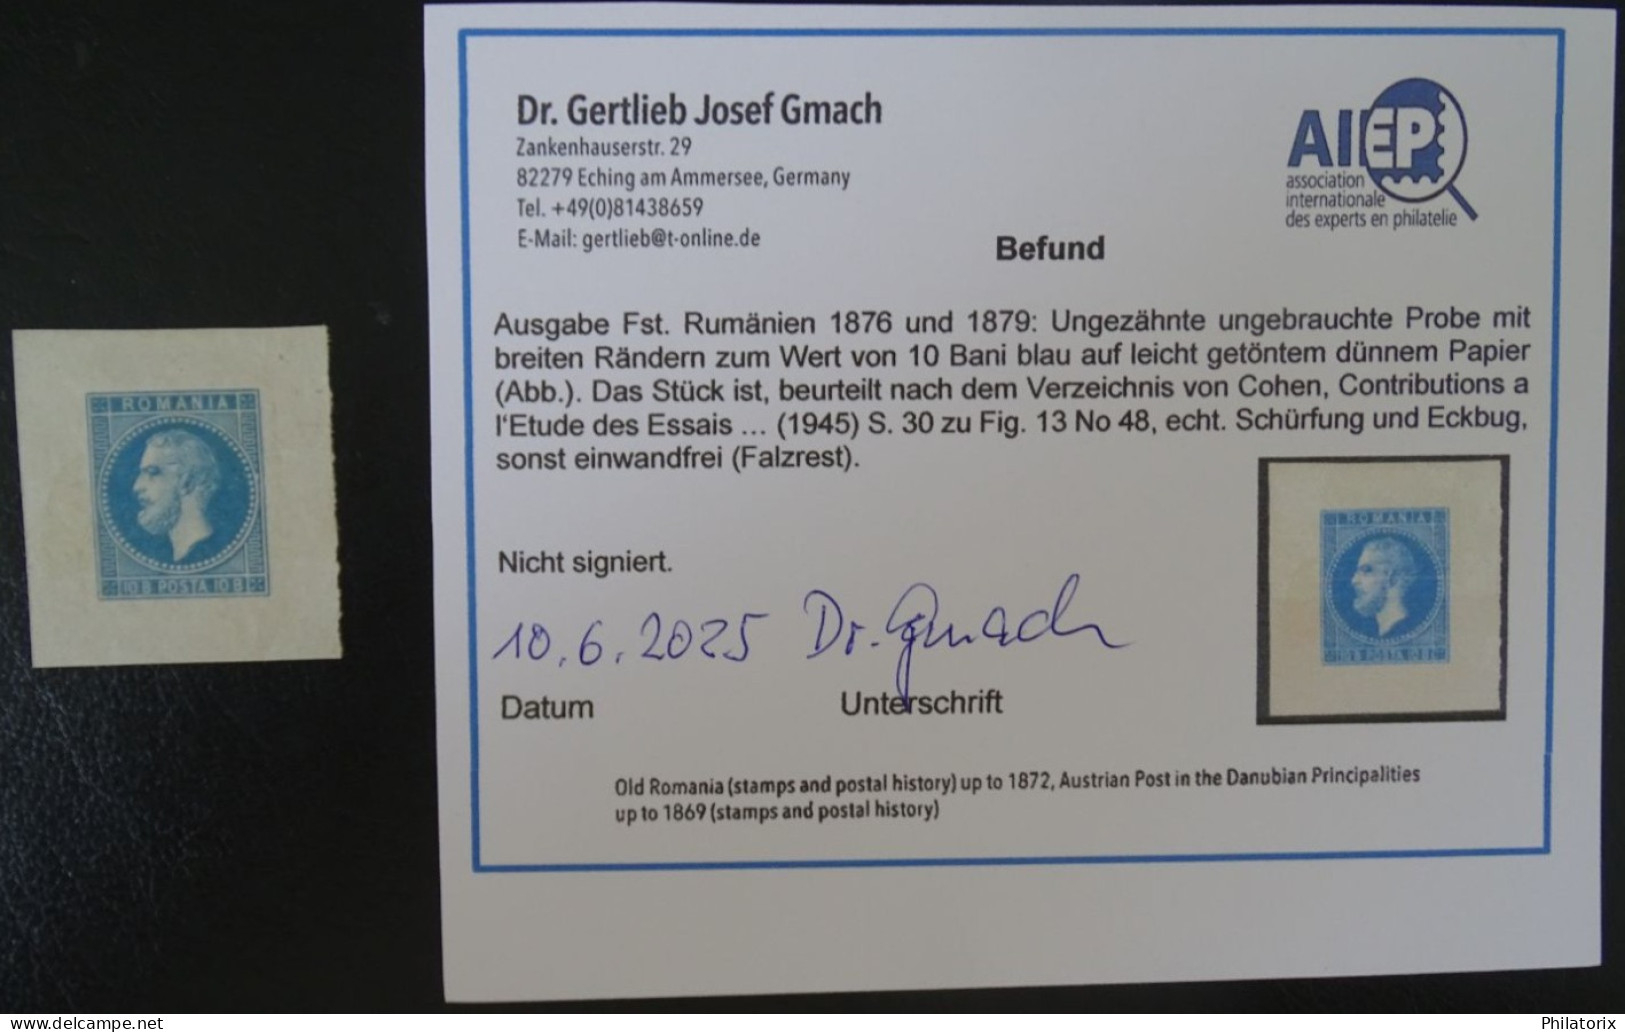 ROMANIA
10 B POSTA 10 B
Dr. Gertlieb Josef Gmach
Zankenhauserstr. 29
82279 Eching am Ammersee, Germany
Tel. +49(0)81438659
E-Mail: gertlieb@t-online.de
AIEP
association
internationale
des experts en philatelie
Befund
Ausgabe Fst. Rumänien 1876 und 1879: Ungezähnte ungebrauchte Probe mit
breiten Rändern zum Wert von 10 Bani blau auf leicht getöntem dünnem Papier
(Abb.). Das Stück ist, beurteilt nach dem Verzeichnis von Cohen, Contributions a
l'Etude des Essais ... (1945) S. 30 zu Fig. 13 No 48, echt. Schürfung und Eckbug,
sonst einwandfrei (Falzrest).
ROMANIA
10 B POSTA 10 B
Nicht signiert.
10.6.2025 Dr. Gmach
Datum Unterschrift
Old Romania (stamps and postal history) up to 1872, Austrian Post in the Danubian Principalities
up to 1869 (stamps and postal history)
www.delcampe.net
Philatorix